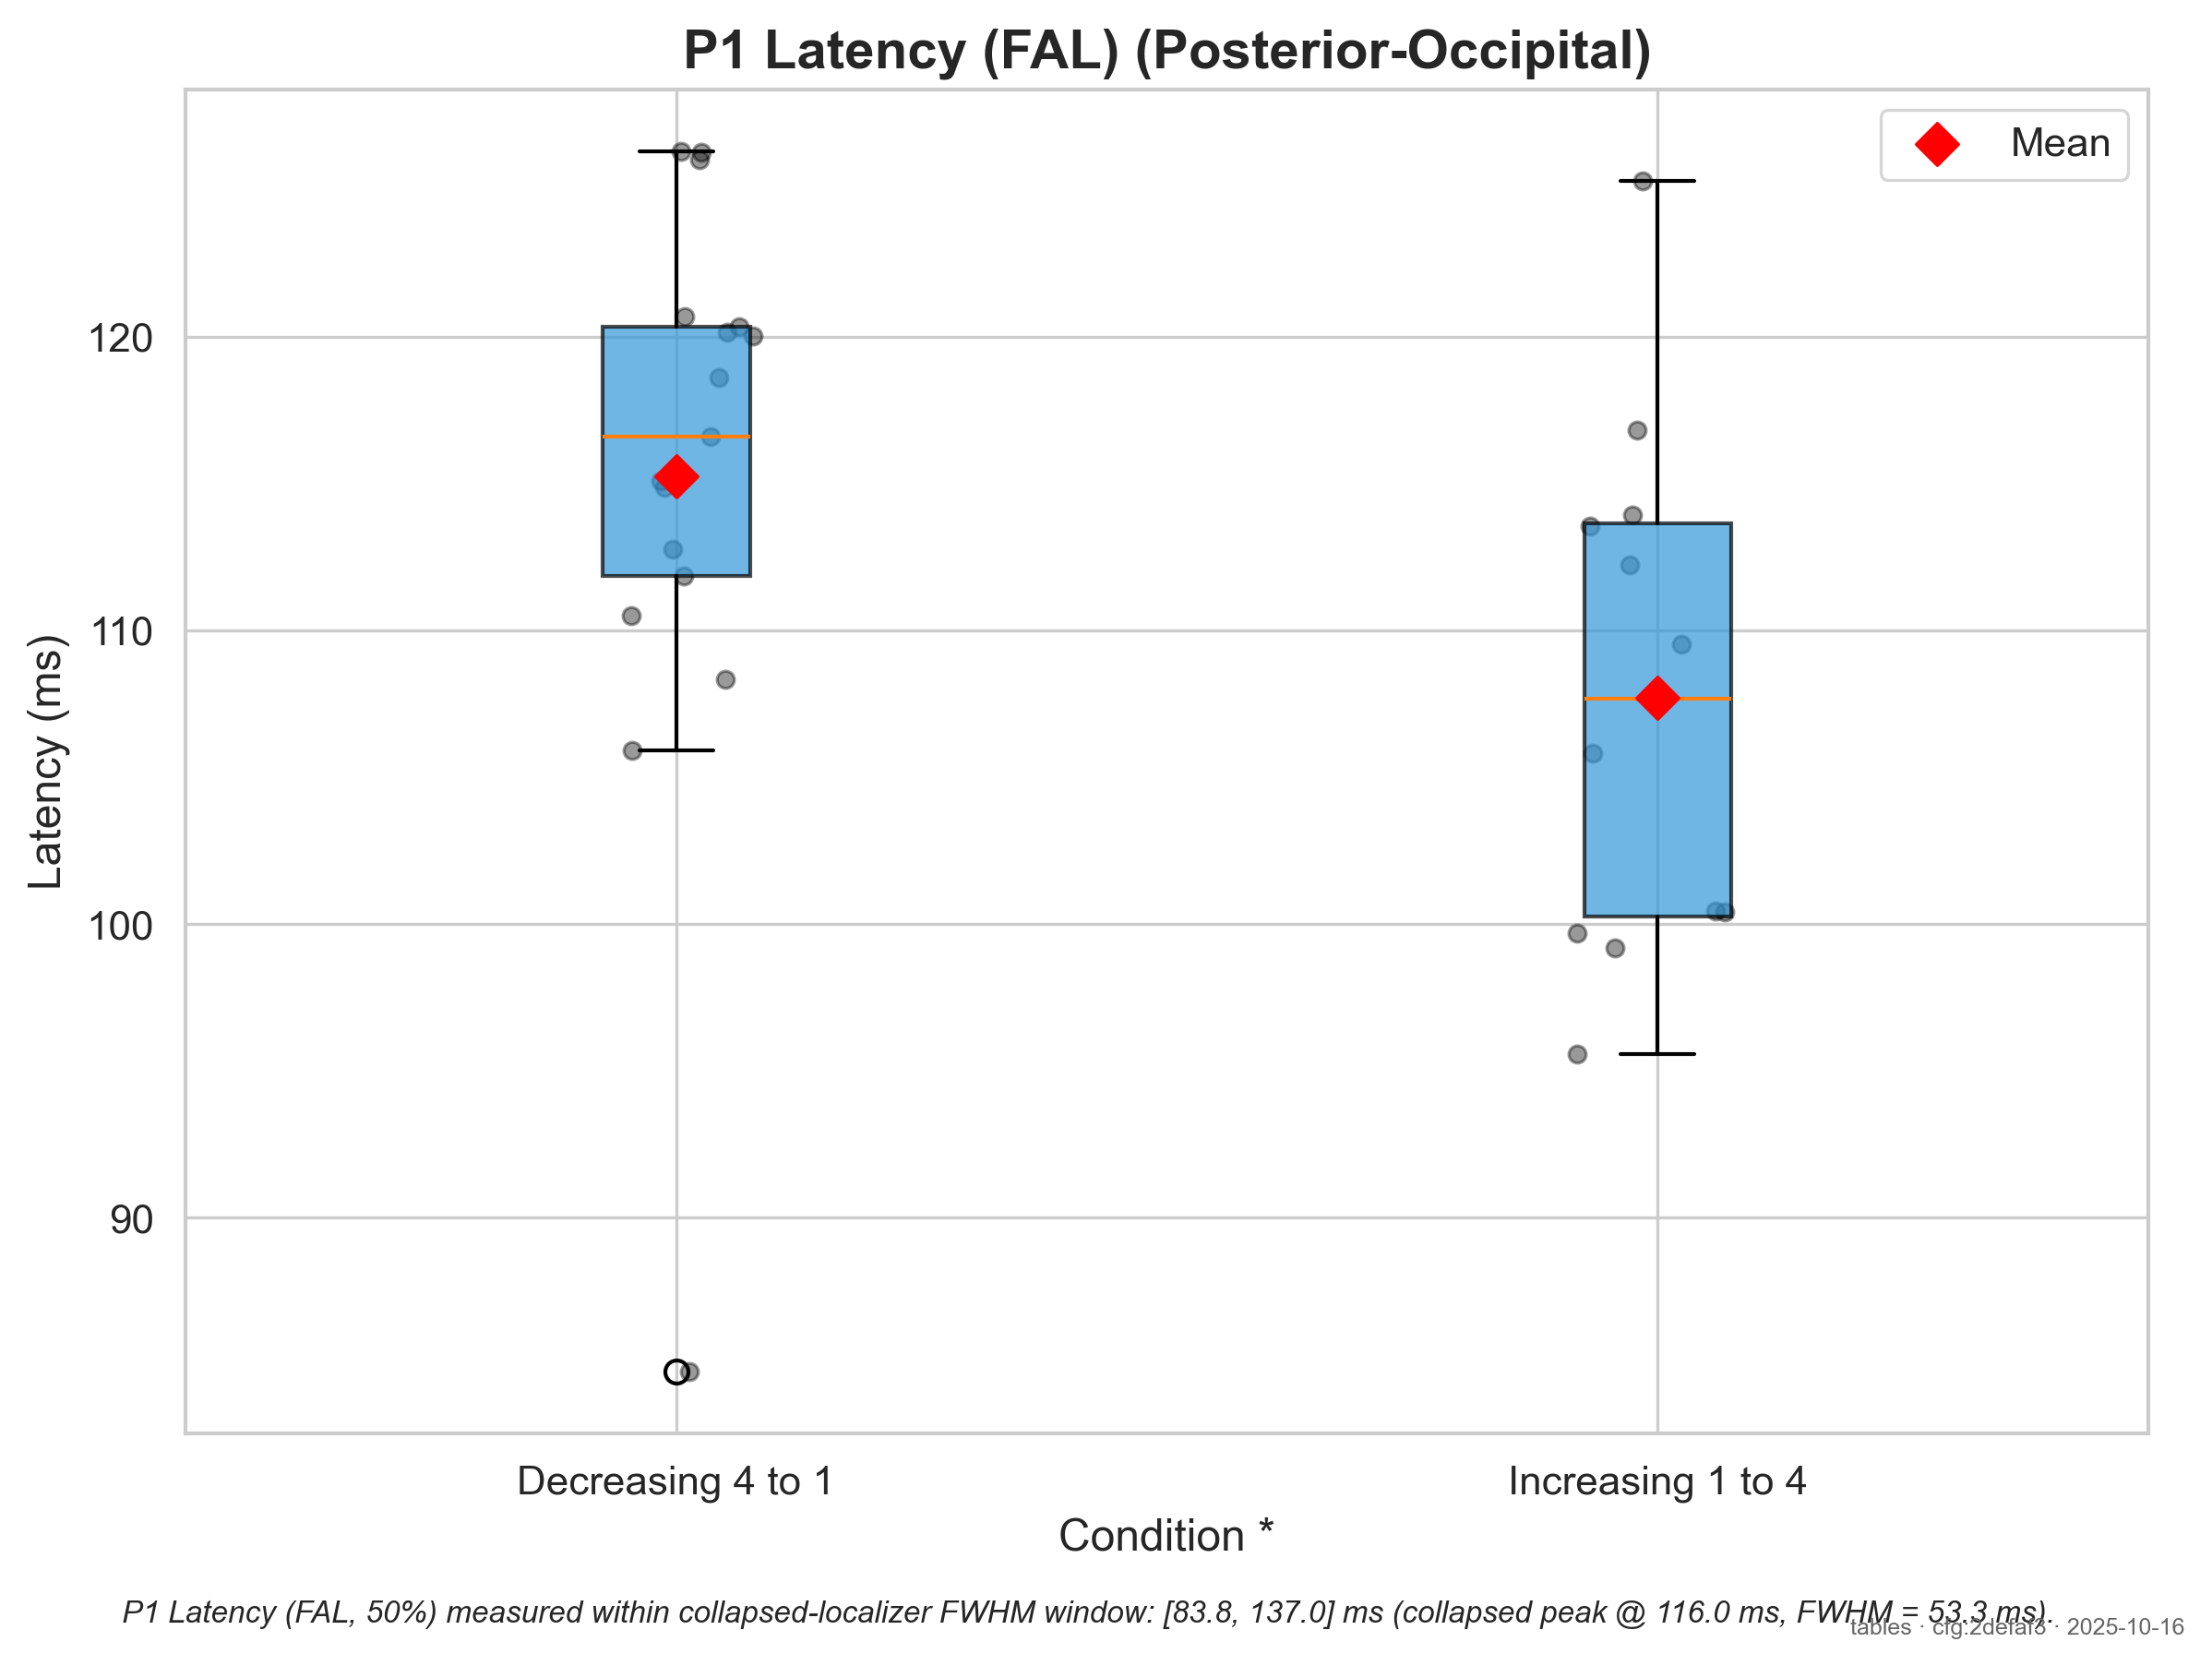 P1 Latency (FAL) (Posterior-Occipital)
Mean
120
110
100
90
Latency (ms)
Decreasing 4 to 1
Increasing 1 to 4
Condition *
P1 Latency (FAL, 50%) measured within collapsed-localizer FWHM window: [83.8, 137.0] ms (collapsed peak @ 116.0 ms, FWHM = 53.3 ms).
tables · cfg:2defaf3 · 2025-10-16